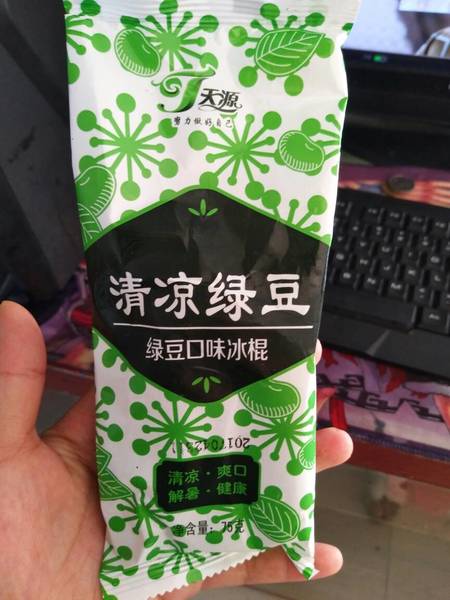 天源
努力做好自己
清凉绿豆
绿豆口味冰棍
清凉·爽口
解暑·健康
净含量：75克